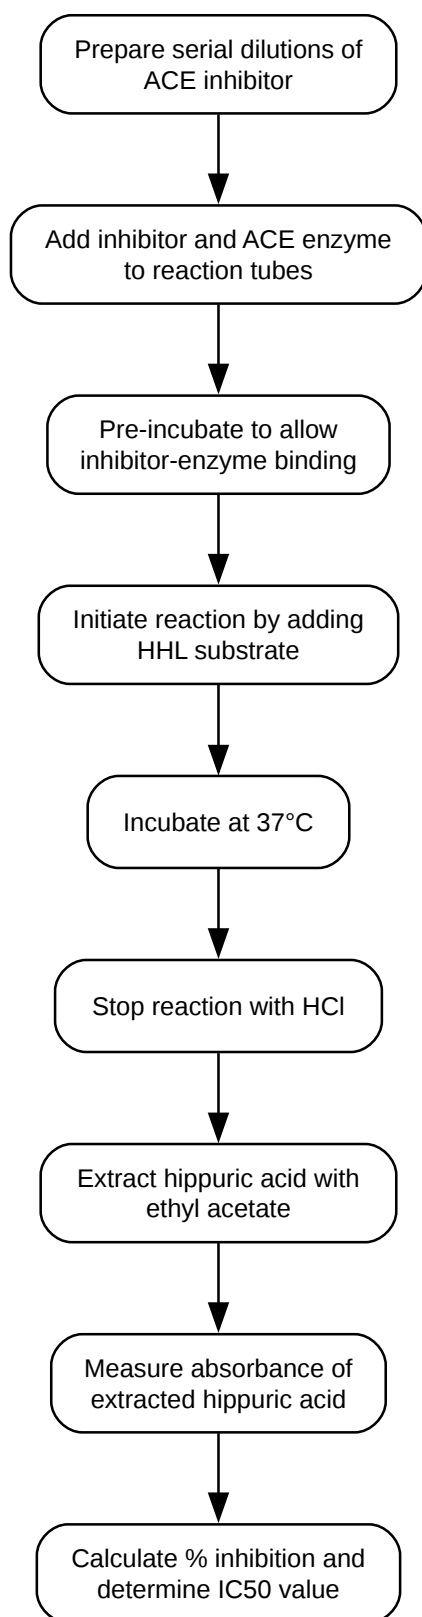 Prepare serial dilutions of
ACE inhibitor
Add inhibitor and ACE enzyme
to reaction tubes
Pre-incubate to allow
inhibitor-enzyme binding
Initiate reaction by adding
HHL substrate
Incubate at 37°C
Stop reaction with HCl
Extract hippuric acid with
ethyl acetate
Measure absorbance of
extracted hippuric acid
Calculate % inhibition and
determine IC50 value